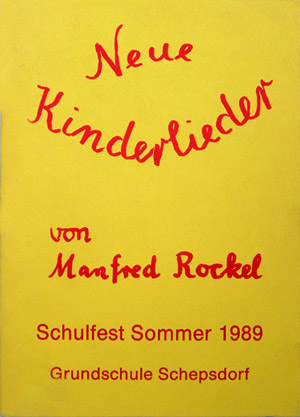 Neue
Kinderlieder
von
Manfred Rockel
Schulfest Sommer 1989
Grundschule Schepsdorf